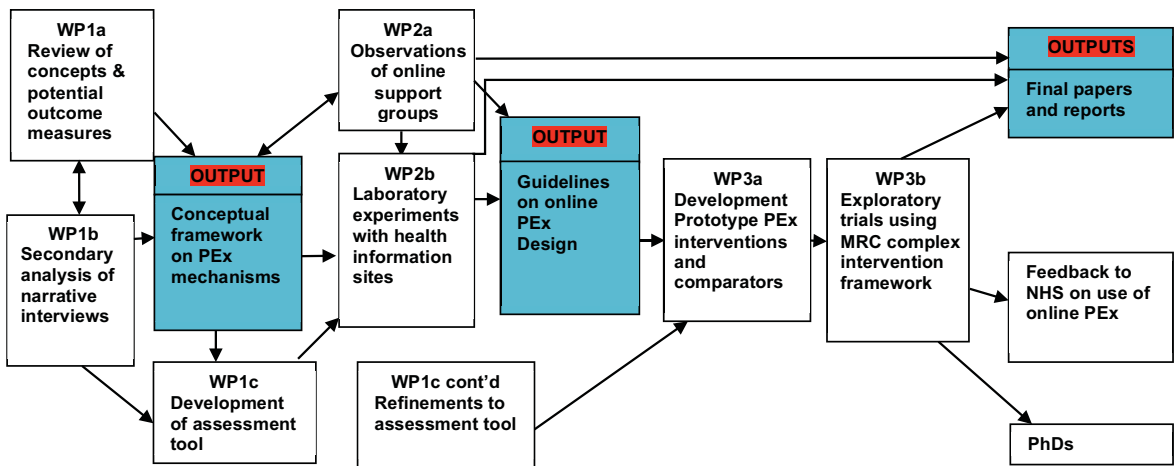 WP1a
Review of
concepts &
potential
outcome
measures
WP1b
Secondary
analysis of
narrative
interviews
OUTPUT
Conceptual
framework
on PEx
mechanisms
WP1c
Development
of assessment
tool
WP2a
Observations
of online
support
groups
WP2b
Laboratory
experiments
with health
information
sites
WP1c cont’d
Refinements to
assessment tool
OUTPUT
Guidelines
on online
PEx
Design
WP3a
Development
Prototype PEx
interventions
and
comparators
WP3b
Exploratory
trials using
MRC complex
intervention
framework
OUTPUTS
Final papers
and reports
Feedback to
NHS on use of
online PEx
PhDs